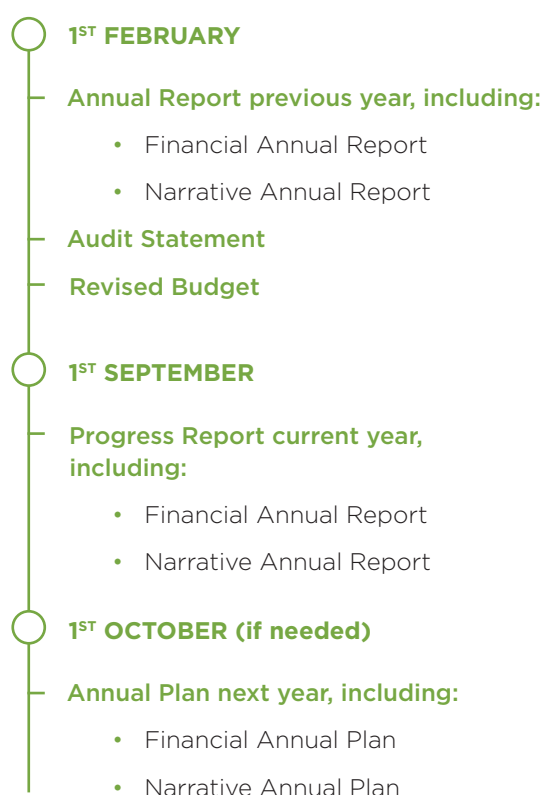 1ST FEBRUARY
Annual Report previous year, including:
• Financial Annual Report
• Narrative Annual Report
Audit Statement
Revised Budget
1ST SEPTEMBER
Progress Report current year,
including:
• Financial Annual Report
• Narrative Annual Report
1ST OCTOBER (if needed)
Annual Plan next year, including:
• Financial Annual Plan
• Narrative Annual Plan